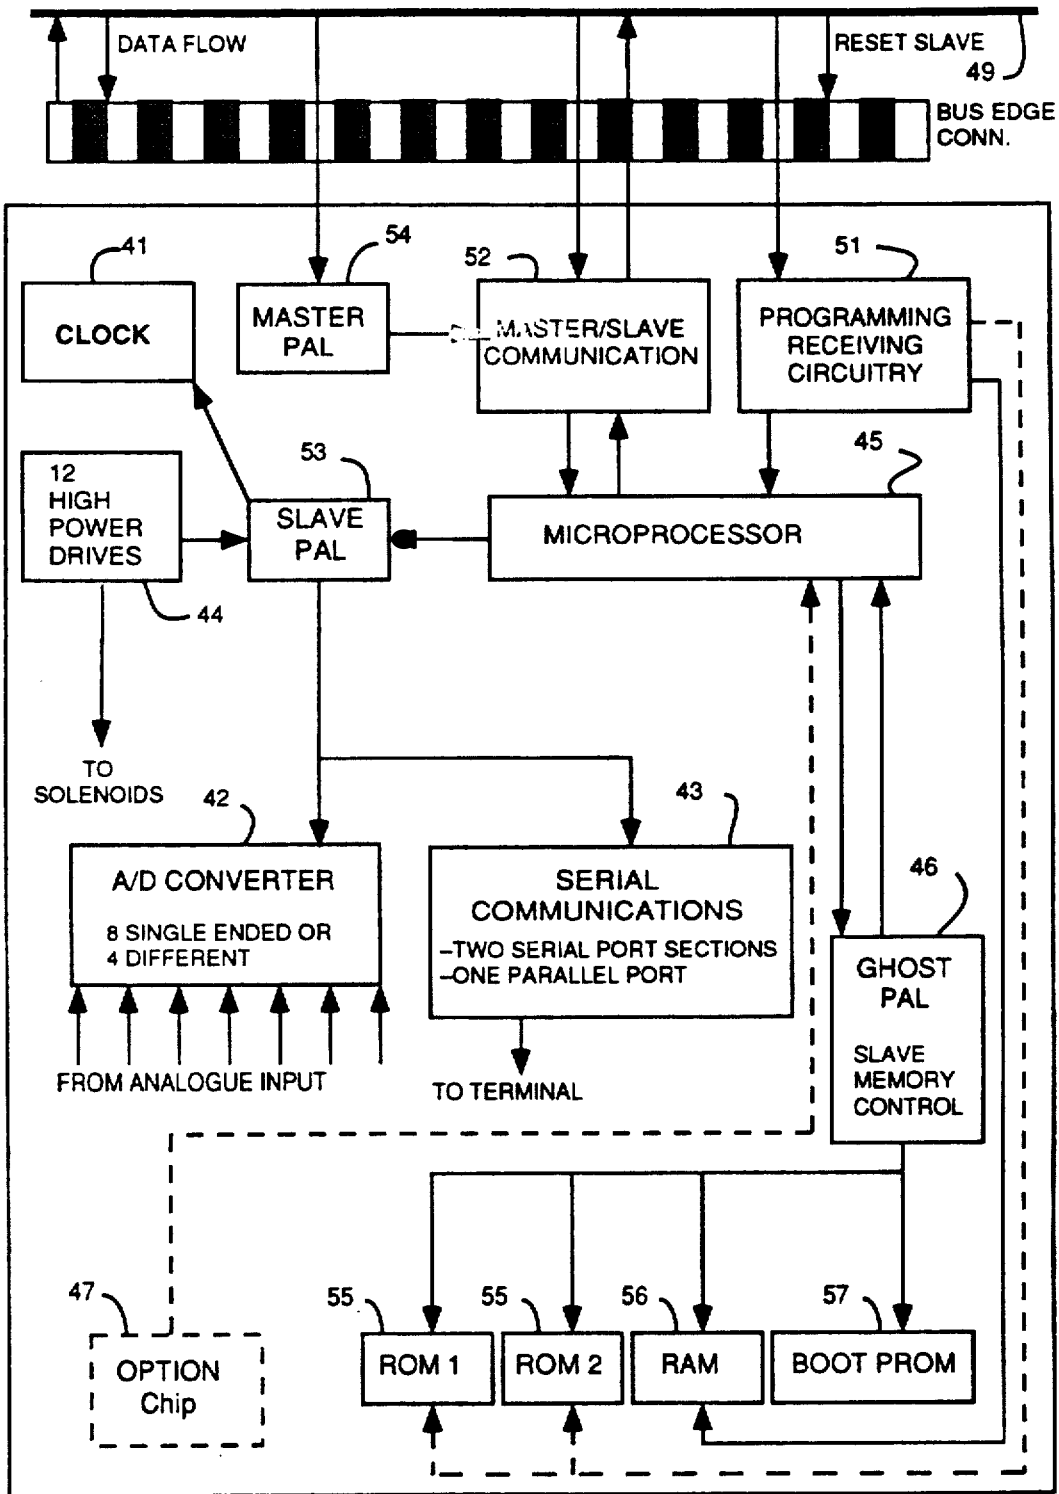 DATA FLOW
RESET SLAVE
49
BUS EDGE
CONN.
41
54
52
51
CLOCK
MASTER
PAL
MASTER/SLAVE
COMMUNICATION
PROGRAMMING
RECEIVING
CIRCUITRY
53
45
12
HIGH
POWER
DRIVES
SLAVE
PAL
MICROPROCESSOR
44
TO
SOLENOIDS
42
43
A/D CONVERTER
8 SINGLE ENDED OR
4 DIFFERENT
SERIAL
COMMUNICATIONS
–TWO SERIAL PORT SECTIONS
–ONE PARALLEL PORT
46
GHOST
PAL
SLAVE
MEMORY
CONTROL
FROM ANALOGUE INPUT
TO TERMINAL
47
55
55
56
57
OPTION
Chip
ROM 1
ROM 2
RAM
BOOT PROM